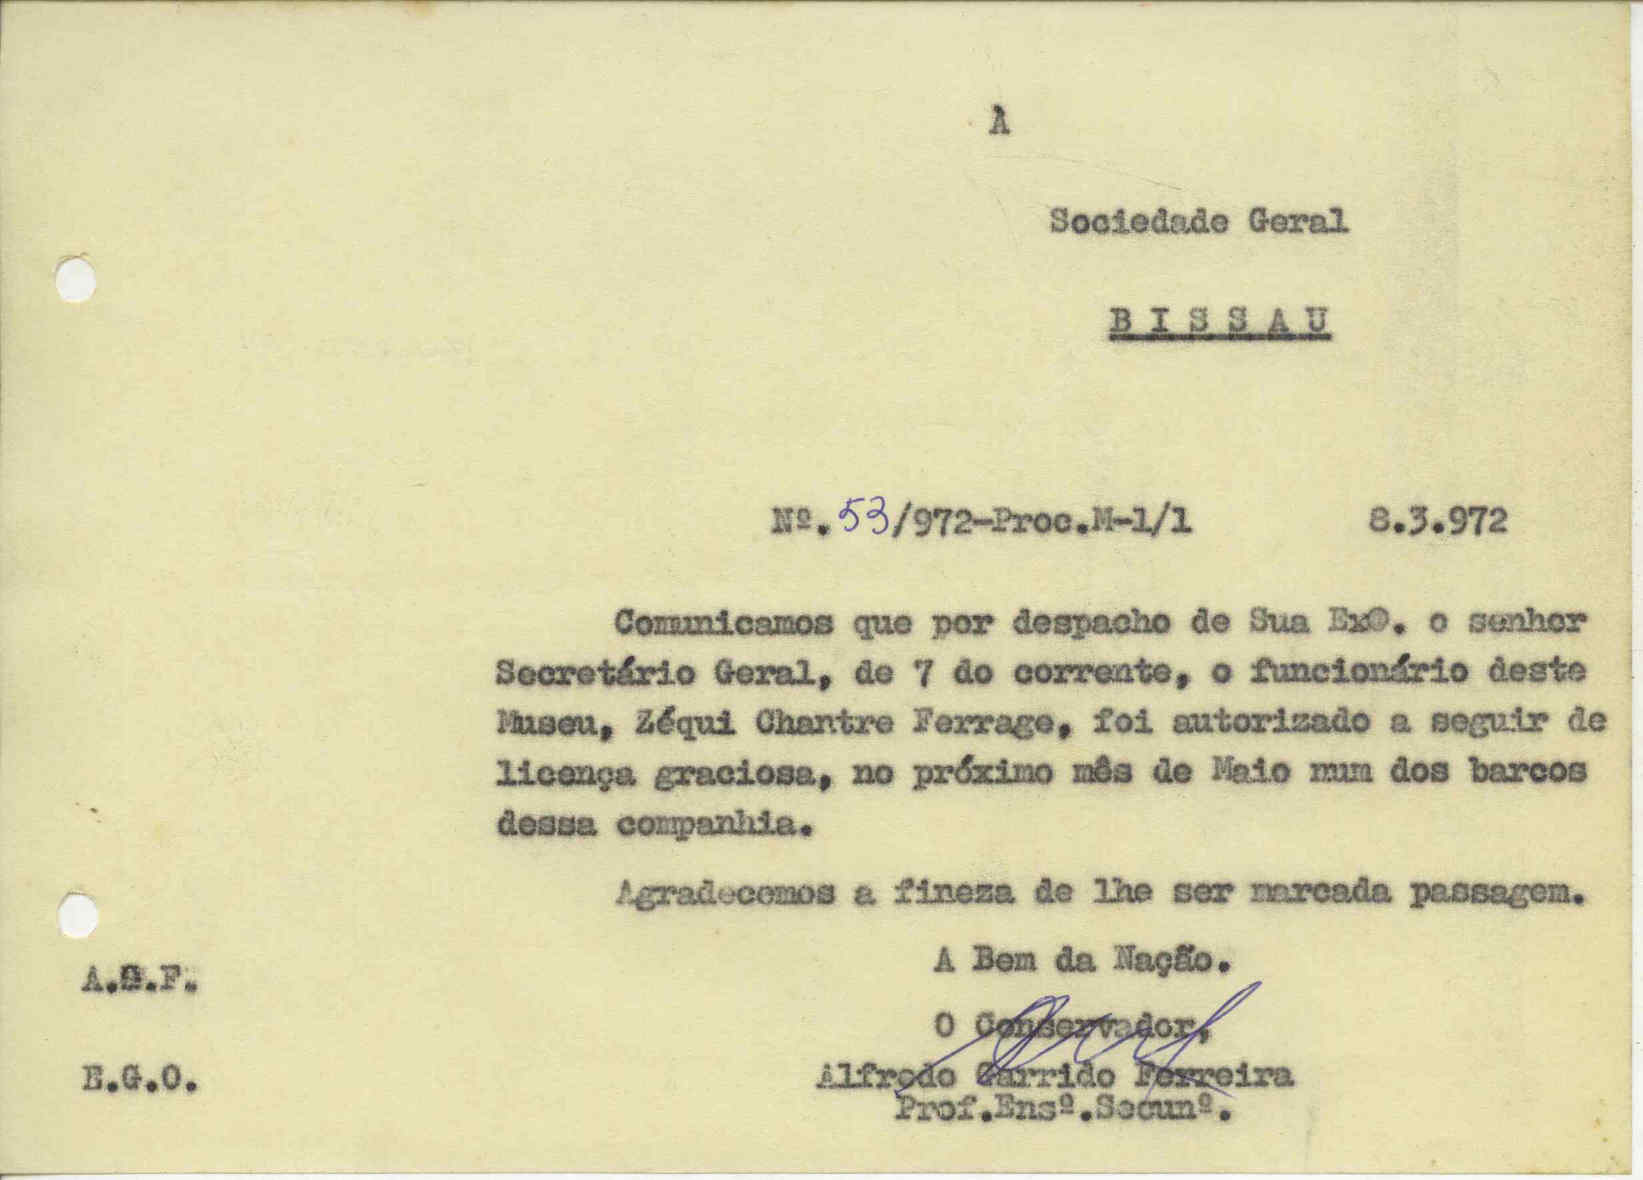 À
Sociedade Geral
B I S S A U
Nº. 53/972-Proc.M-1/1 8.3.972
Comunicamos que por despacho de Sua Exª. o senhor
Secretário Geral, de 7 do corrente, o funcionário deste
Museu, Zéqui Chantre Ferrage, foi autorizado a seguir de
licença graciosa, no próximo mês de Maio num dos barcos
dessa companhia.
Agradecemos a fineza de lhe ser marcada passagem.
A Bem da Nação.
A.G.F.
O Conservador,
E.G.O.
Alfredo Garrido Ferreira
Prof.Ensº.Secunº.